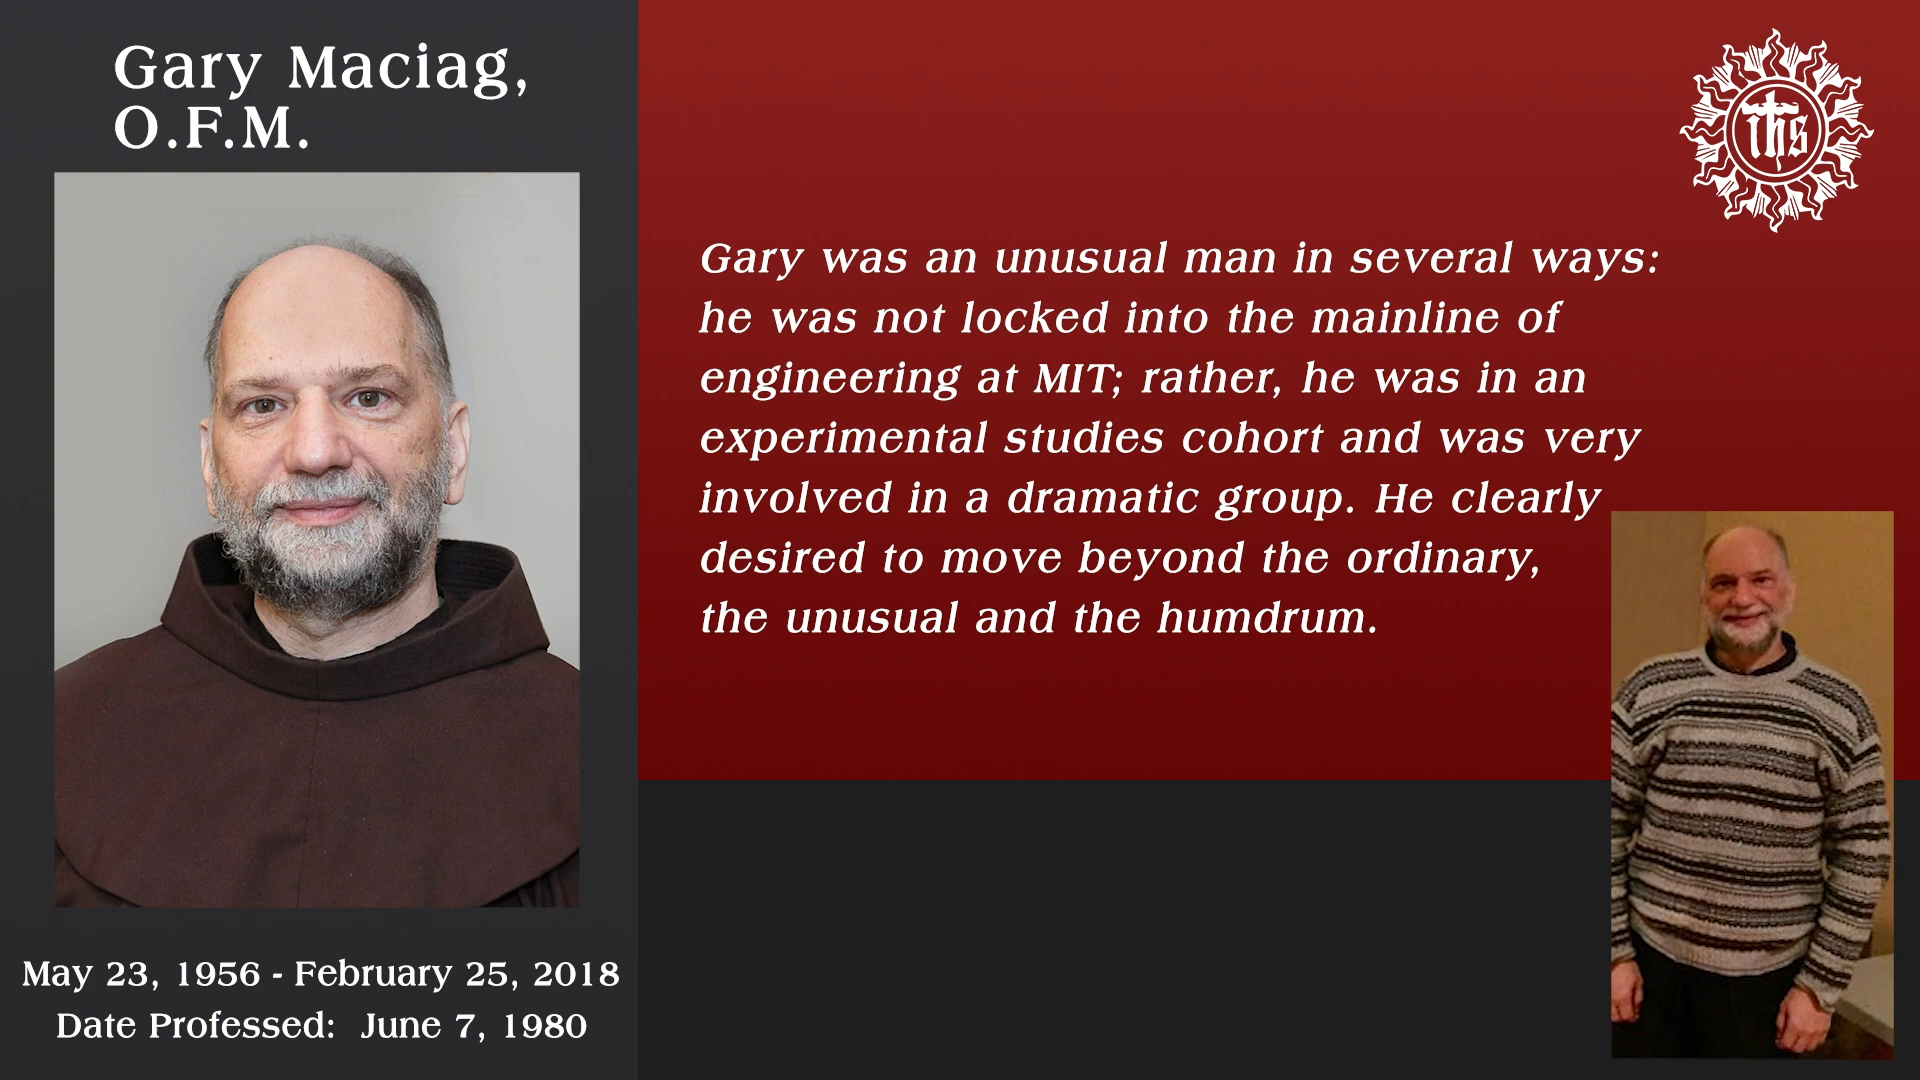 Gary Maciag,
O.F.M.
May 23, 1956 - February 25, 2018
Date Professed: June 7, 1980
ihs
Gary was an unusual man in several ways:
he was not locked into the mainline of
engineering at MIT; rather, he was in an
experimental studies cohort and was very
involved in a dramatic group. He clearly
desired to move beyond the ordinary,
the unusual and the humdrum.